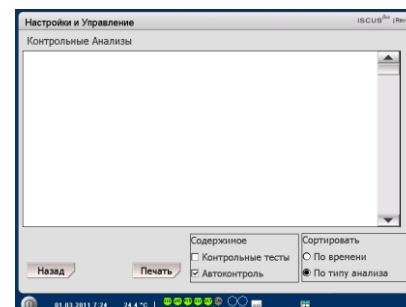 Настройки и Управление
ISCUS
Контрольные Анализы
Содержимое
Контрольные тесты
Автоконтроль
Сортировать
По времени
По типу анализа
Назад
Печать
01.03.2011 7:24
24.4 °C